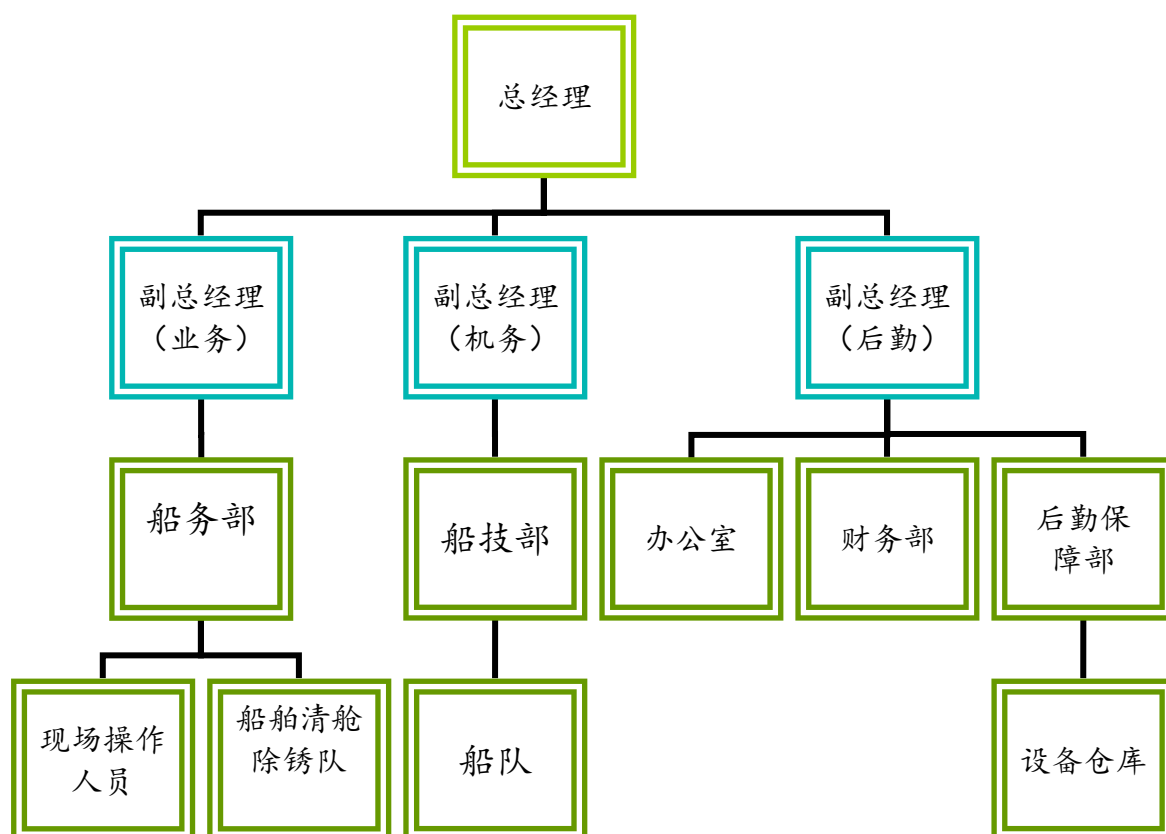 总经理
副总经理
（业务）
副总经理
（机务）
副总经理
（后勤）
船务部
船技部
办公室
财务部
后勤保
障部
现场操作
人员
船舶清舱
除锈队
船队
设备仓库